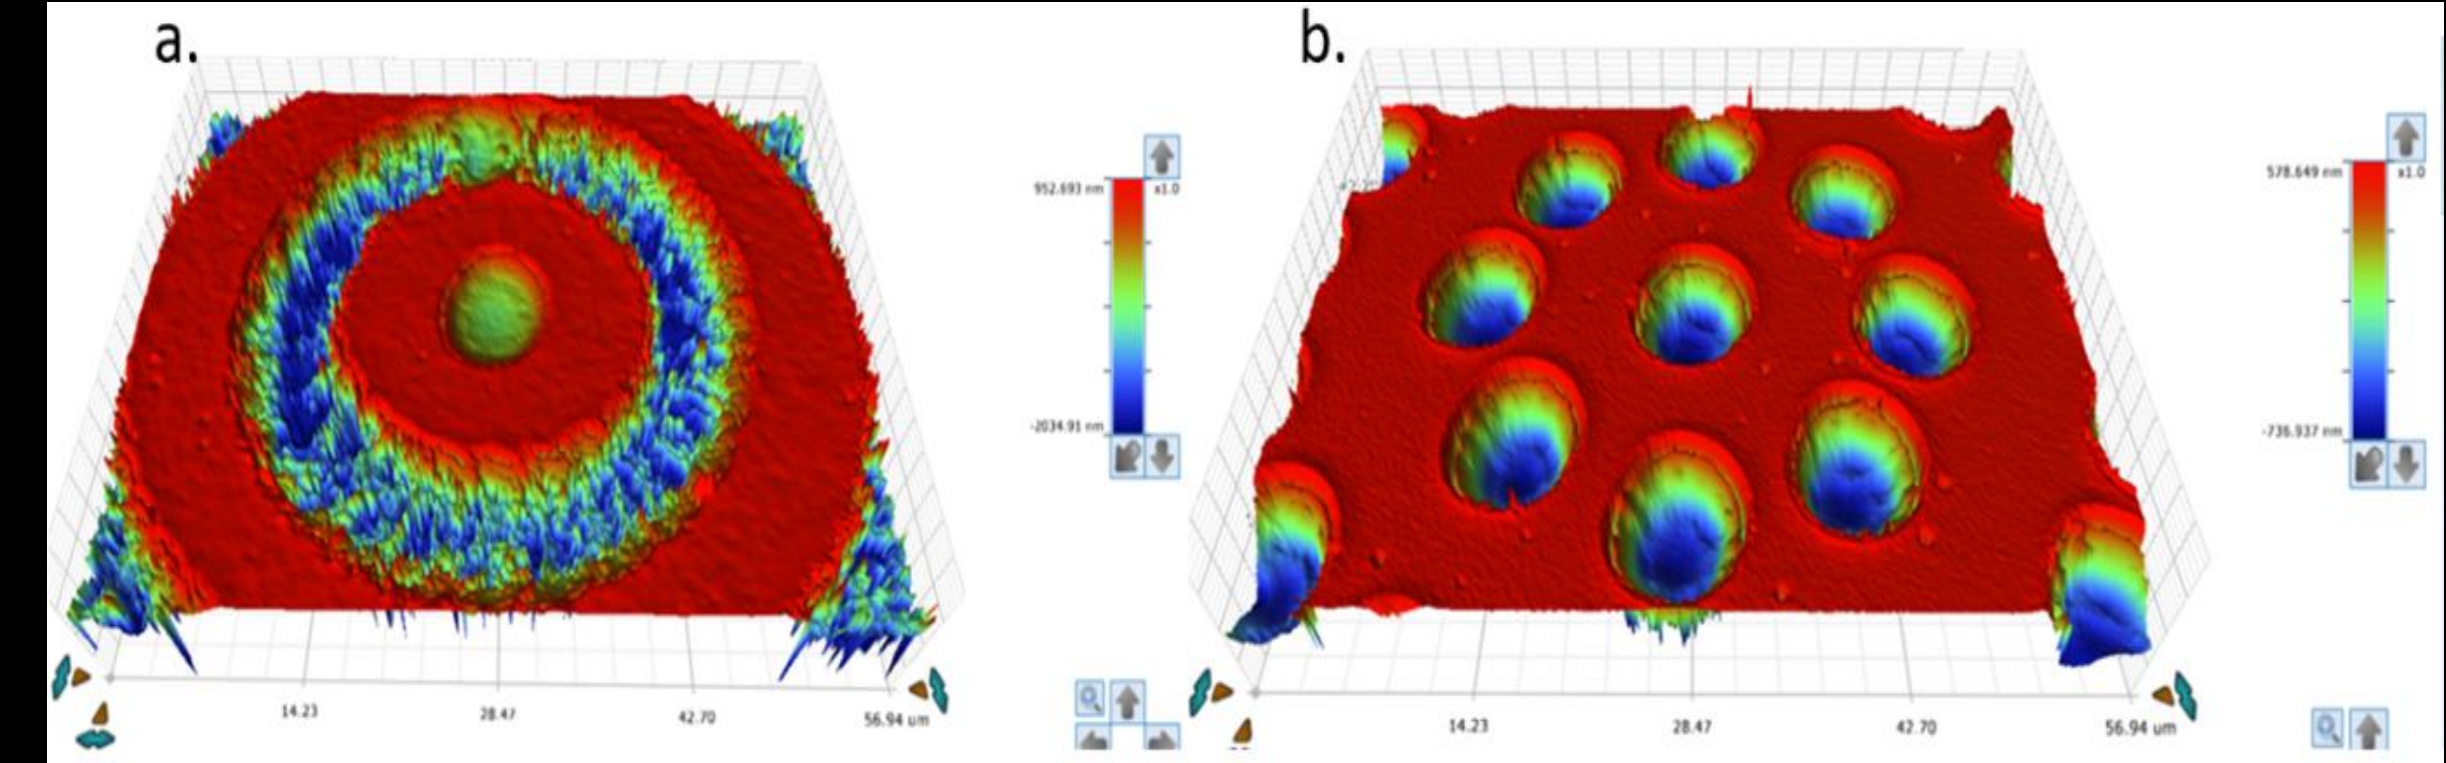 a.
952.693 nm
x1.0
-2034.91 nm
14.23
28.47
42.70
56.94 um
b.
578.649 nm
x1.0
-736.937 nm
14.23
28.47
42.70
56.94 um